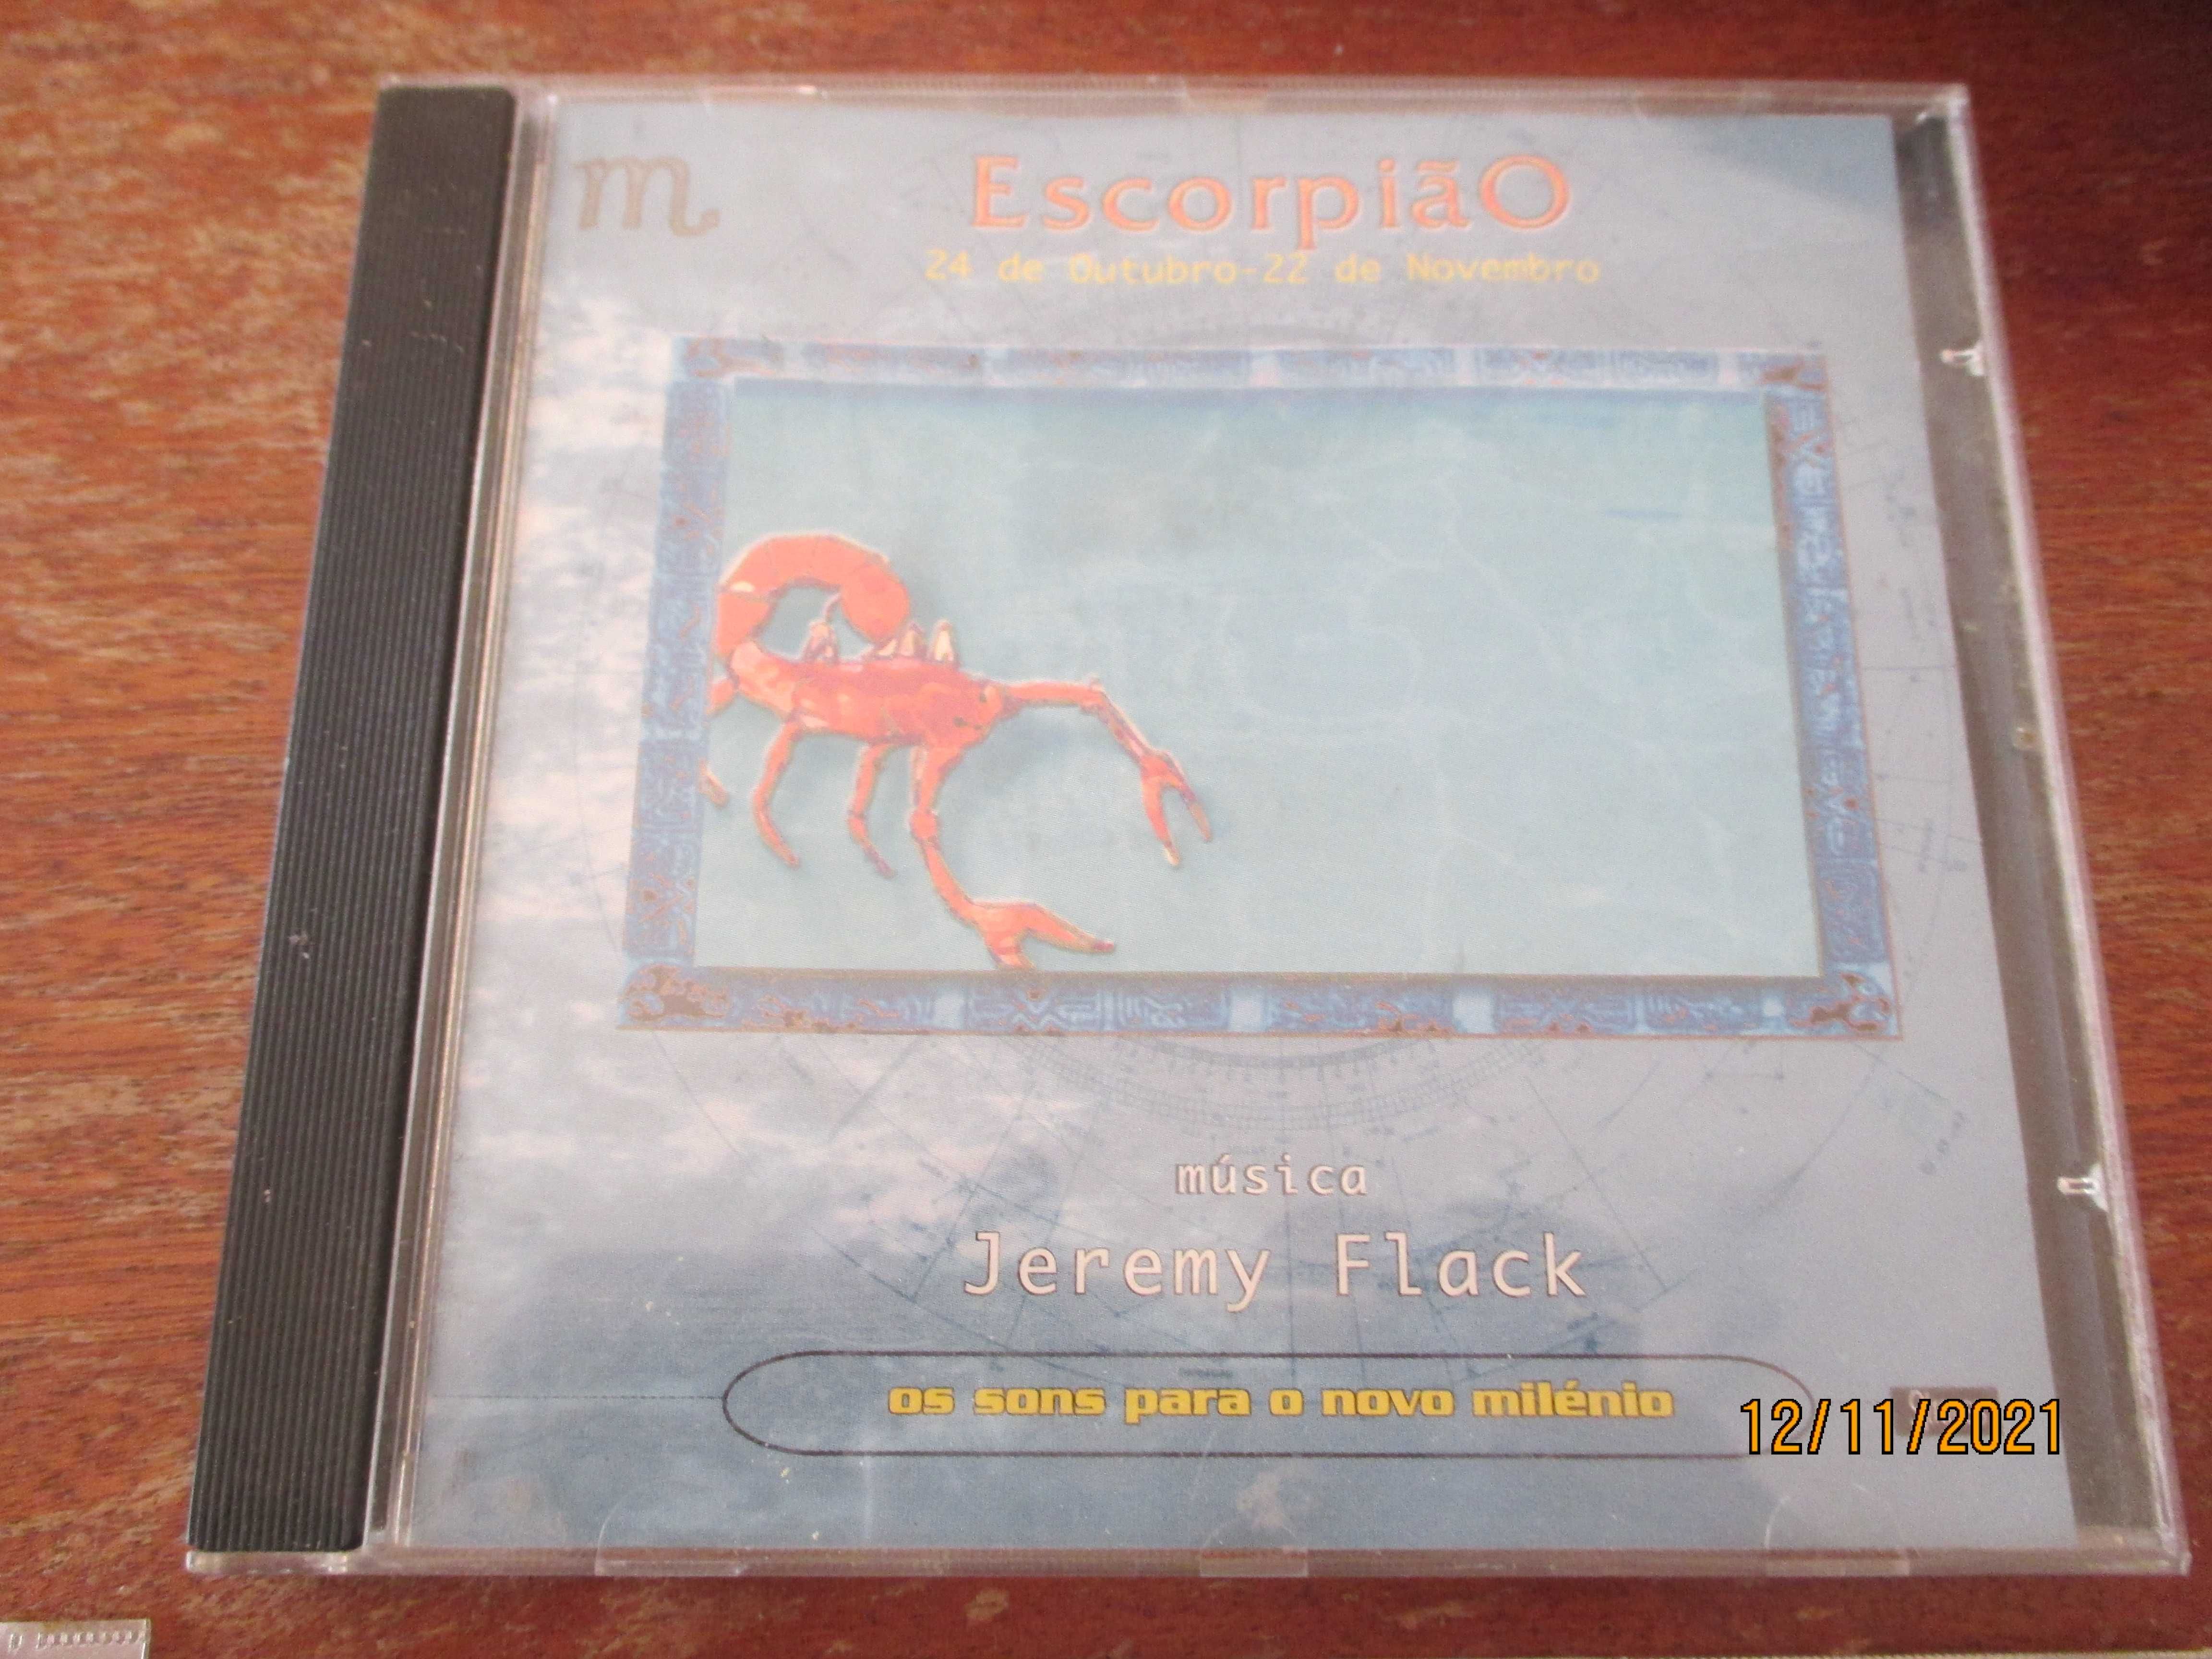 EscorpiãO
24 de Outubro-22 de Novembro
música
Jeremy Flack
os sons para o novo milénio
12/11/2021